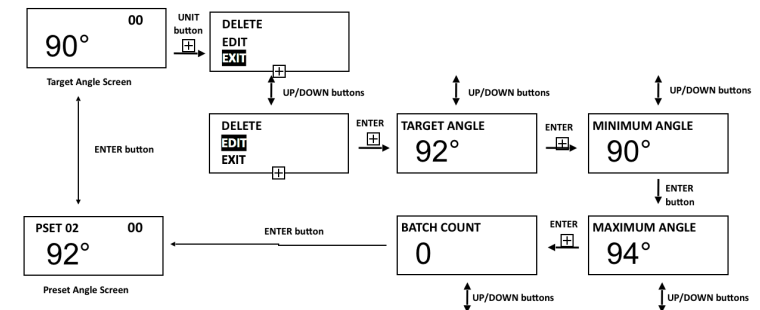 00
90°
Target Angle Screen
UNIT
button
DELETE
EDIT
EXIT
UP/DOWN buttons
ENTER button
DELETE
EDIT
EXIT
ENTER
UP/DOWN buttons
TARGET ANGLE
92°
ENTER
UP/DOWN buttons
MINIMUM ANGLE
90°
ENTER
button
MAXIMUM ANGLE
94°
UP/DOWN buttons
ENTER
BATCH COUNT
0
UP/DOWN buttons
ENTER button
PSET 02 00
92°
Preset Angle Screen